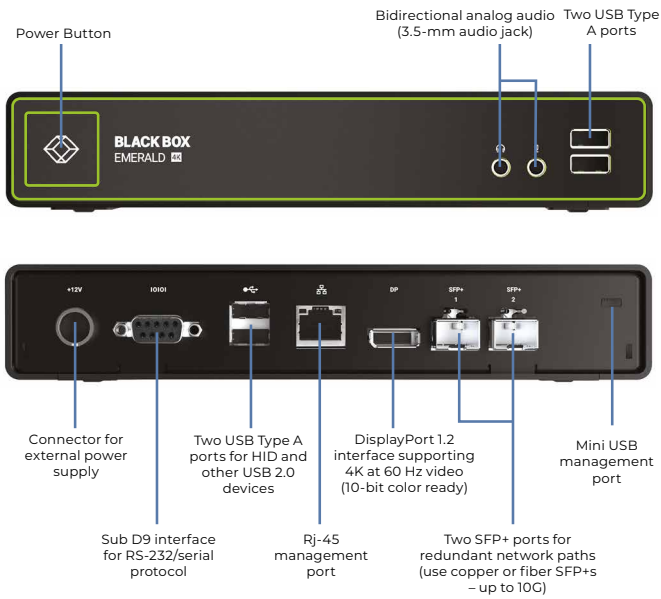 Power Button
Bidirectional analog audio
(3.5-mm audio jack)
Two USB Type
A ports
BLACK BOX
EMERALD 4K
+12V
IOIOI
DP
SFP+
1
SFP+
2
Connector for
external power
supply
Two USB Type A
ports for HID and
other USB 2.0
devices
DisplayPort 1.2
interface supporting
4K at 60 Hz video
(10-bit color ready)
Mini USB
management
port
Sub D9 interface
for RS-232/serial
protocol
Rj-45
management
port
Two SFP+ ports for
redundant network paths
(use copper or fiber SFP+s
– up to 10G)